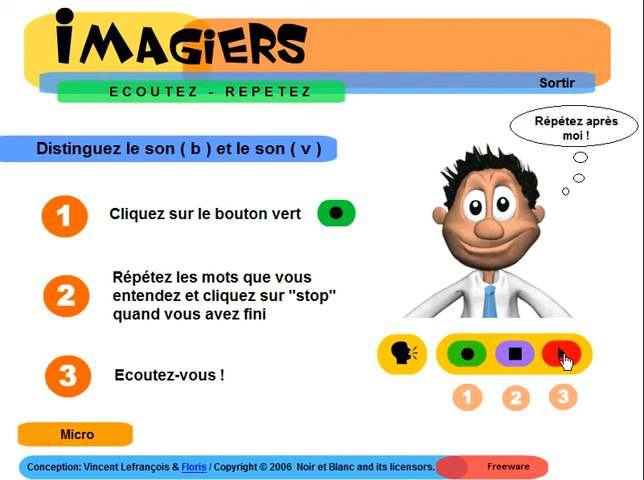 iMAGiERS
ECOUTEZ - REPETEZ
Sortir
Répétez après
moi !
Distinguez le son ( b ) et le son ( v )
1
Cliquez sur le bouton vert
2
Répétez les mots que vous
entendez et cliquez sur "stop"
quand vous avez fini
3
Ecoutez-vous !
1 2 3
Micro
Conception: Vincent Lefrançois & Floris / Copyright © 2006 Noir et Blanc and its licensors.
Freeware